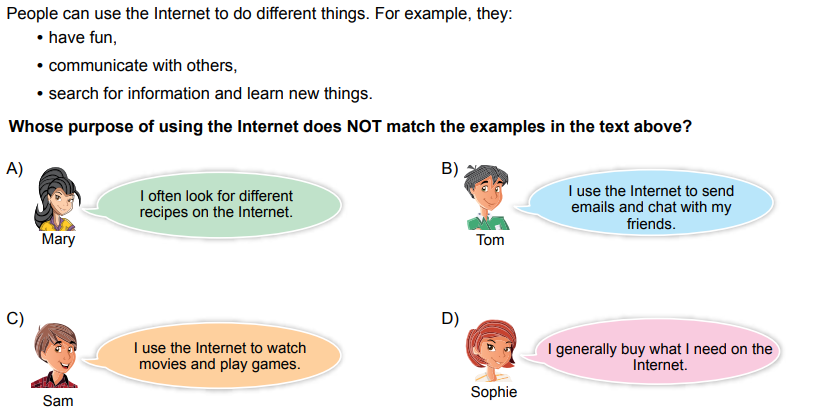 People can use the Internet to do different things. For example, they:
• have fun,
• communicate with others,
• search for information and learn new things.
Whose purpose of using the Internet does NOT match the examples in the text above?
A)
I often look for different
recipes on the Internet.
Mary
B)
I use the Internet to send
emails and chat with my
friends.
Tom
C)
I use the Internet to watch
movies and play games.
Sam
D)
I generally buy what I need on the
Internet.
Sophie